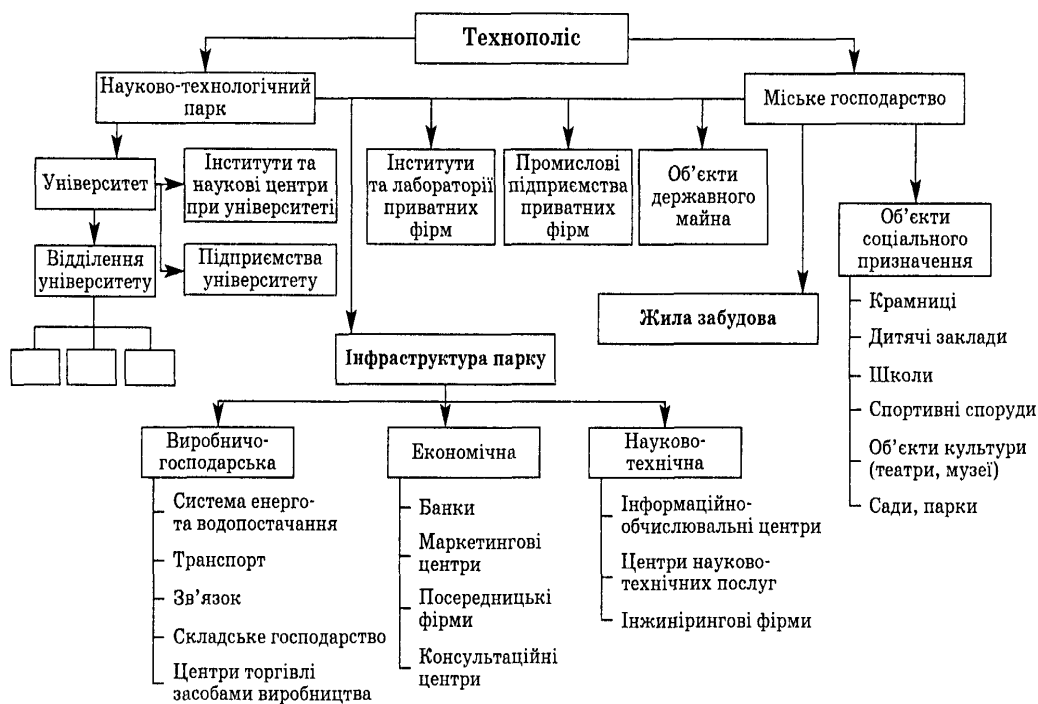 Технополіс
Науково-технологічний
парк
Міське господарство
Університет
Інститути та
наукові центри
при університеті
Інститути
та лабораторії
приватних
фірм
Промислові
підприємства
приватних
фірм
Об’єкти
державного
майна
Об’єкти
соціального
призначення
Відділення
університету
Підприємства
університету
Жила забудова
Крамниці
Дитячі заклади
Школи
Спортивні споруди
Об’єкти культури
(театри, музеї)
Сади, парки
Інфраструктура парку
Виробничо-
господарська
Економічна
Науково-
технічна
Система енерго-
та водопостачання
Транспорт
Зв’язок
Складське господарство
Центри торгівлі
засобами виробництва
Банки
Маркетингові
центри
Посередницькі
фірми
Консультаційні
центри
Інформаційно-
обчислювальні центри
Центри науково-
технічних послуг
Інжинірингові фірми